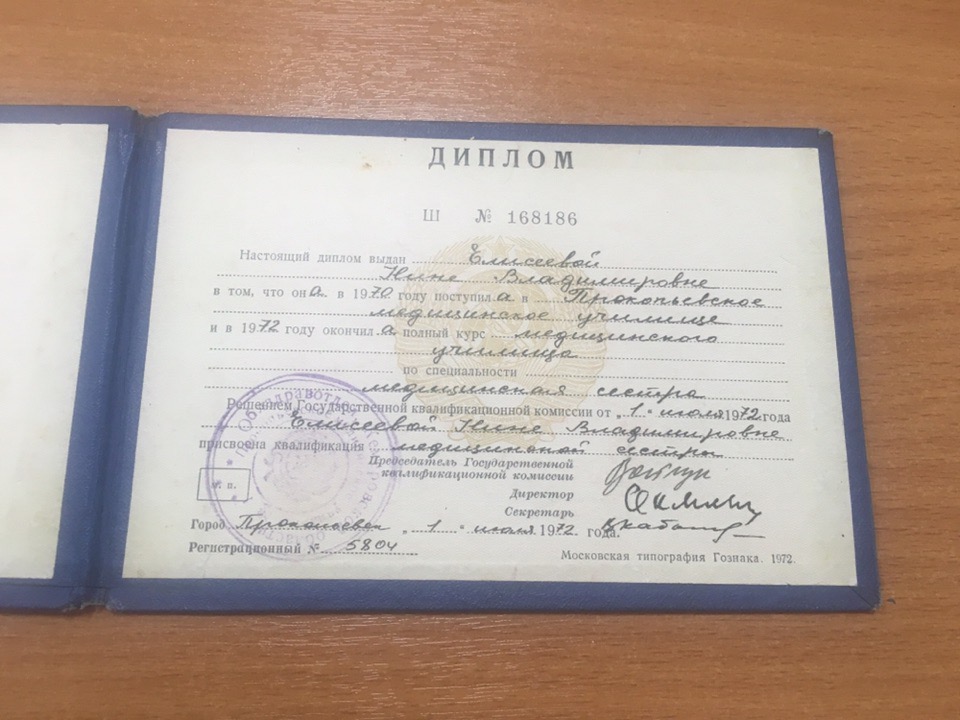 ДИПЛОМ
Ш № 168186
Настоящий диплом выдан Елисеевой
Нине Владимировне
в том, что она в 1970 году поступила в Прокопьевское
медицинское училище
и в 1972 году окончила полный курс медицинского
училища
по специальности
медицинская сестра
Решением Государственной квалификационной комиссии от „1“ июля 1972 года
Елисеевой Нине Владимировне
присвоена квалификация медицинской сестры
Председатель Государственной
квалификационной комиссии
Директор
Секретарь
м. п.
Город Прокопьевск „1“ июля 1972 года.
Регистрационный № 5804
Московская типография Гознака. 1972.